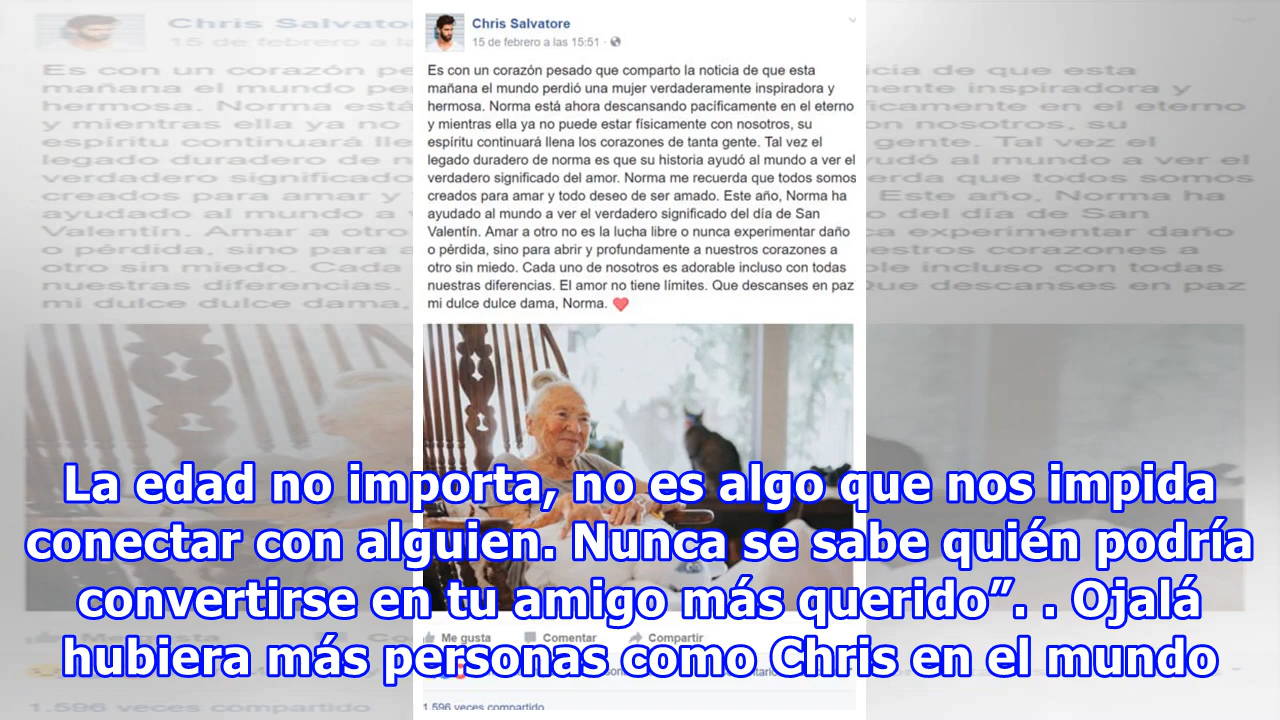 Chris Salvatore
15 de febrero a las 15:51 ·
Es con un corazón pesado que comparto la noticia de que esta
mañana el mundo perdió una mujer verdaderamente inspiradora y
hermosa. Norma está ahora descansando pacíficamente en el eterno
y mientras ella ya no puede estar físicamente con nosotros, su
espíritu continuará llena los corazones de tanta gente. Tal vez el
legado duradero de norma es que su historia ayudó al mundo a ver el
verdadero significado del amor. Norma me recuerda que todos somos
creados para amar y todo deseo de ser amado. Este año, Norma ha
ayudado al mundo a ver el verdadero significado del día de San
Valentín. Amar a otro no es la lucha libre o nunca experimentar daño
o pérdida, sino para abrir y profundamente a nuestros corazones a
otro sin miedo. Cada uno de nosotros es adorable incluso con todas
nuestras diferencias. El amor no tiene límites. Que descanses en paz
mi dulce dulce dama, Norma. ❤
La edad no importa, no es algo que nos impida
conectar con alguien. Nunca se sabe quién podría
convertirse en tu amigo más querido”. . Ojalá
hubiera más personas como Chris en el mundo
Me gusta Comentar Compartir
1.596 veces compartido